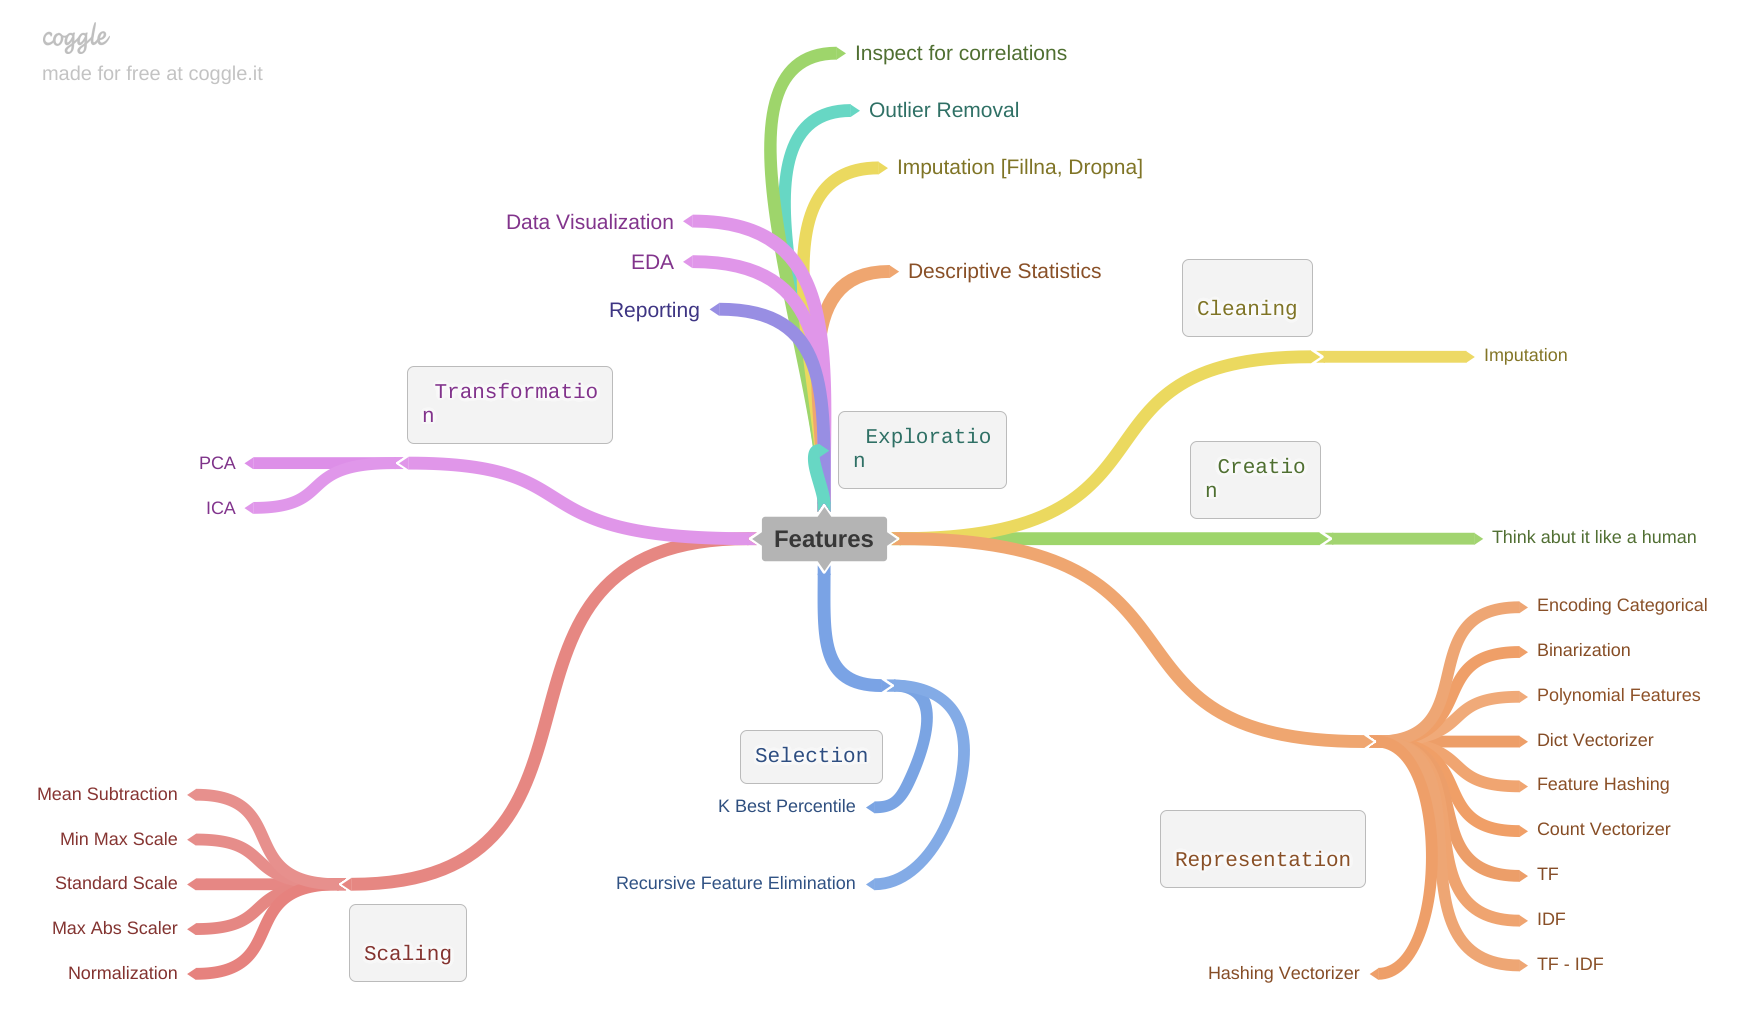 coggle
made for free at coggle.it
Inspect for correlations
Outlier Removal
Imputation [Fillna, Dropna]
Data Visualization
EDA
Descriptive Statistics
Reporting
Cleaning
Imputation
Transformatio
n
Exploratio
n
PCA
ICA
Creatio
n
Features
Think abut it like a human
Encoding Categorical
Binarization
Polynomial Features
Dict Vectorizer
Feature Hashing
Count Vectorizer
TF
IDF
TF - IDF
Hashing Vectorizer
Representation
Selection
K Best Percentile
Recursive Feature Elimination
Mean Subtraction
Min Max Scale
Standard Scale
Max Abs Scaler
Normalization
Scaling